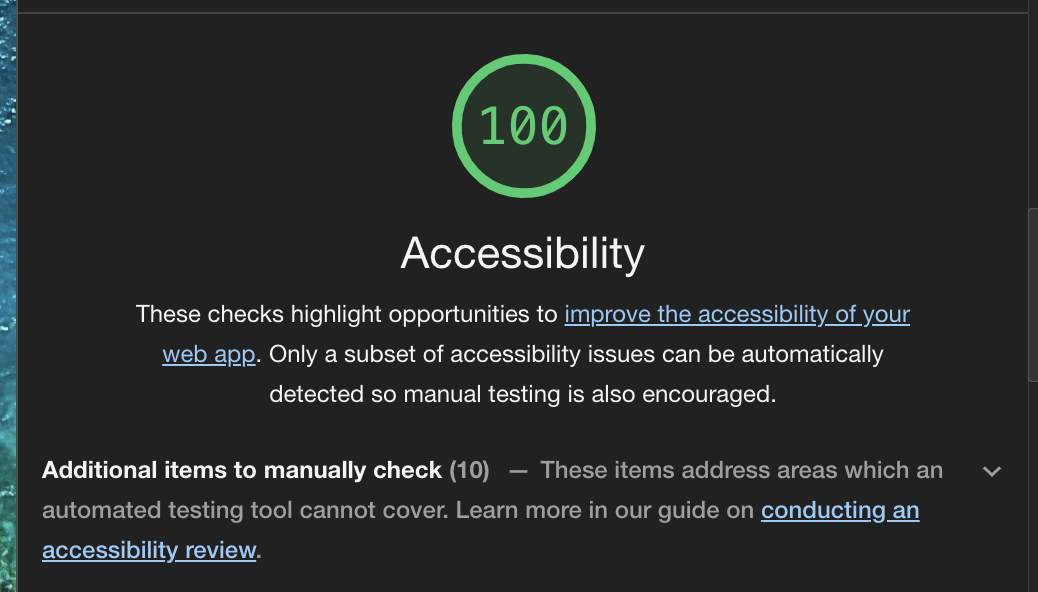 100
Accessibility
These checks highlight opportunities to improve the accessibility of your
web app. Only a subset of accessibility issues can be automatically
detected so manual testing is also encouraged.
Additional items to manually check (10) — These items address areas which an
automated testing tool cannot cover. Learn more in our guide on conducting an
accessibility review.